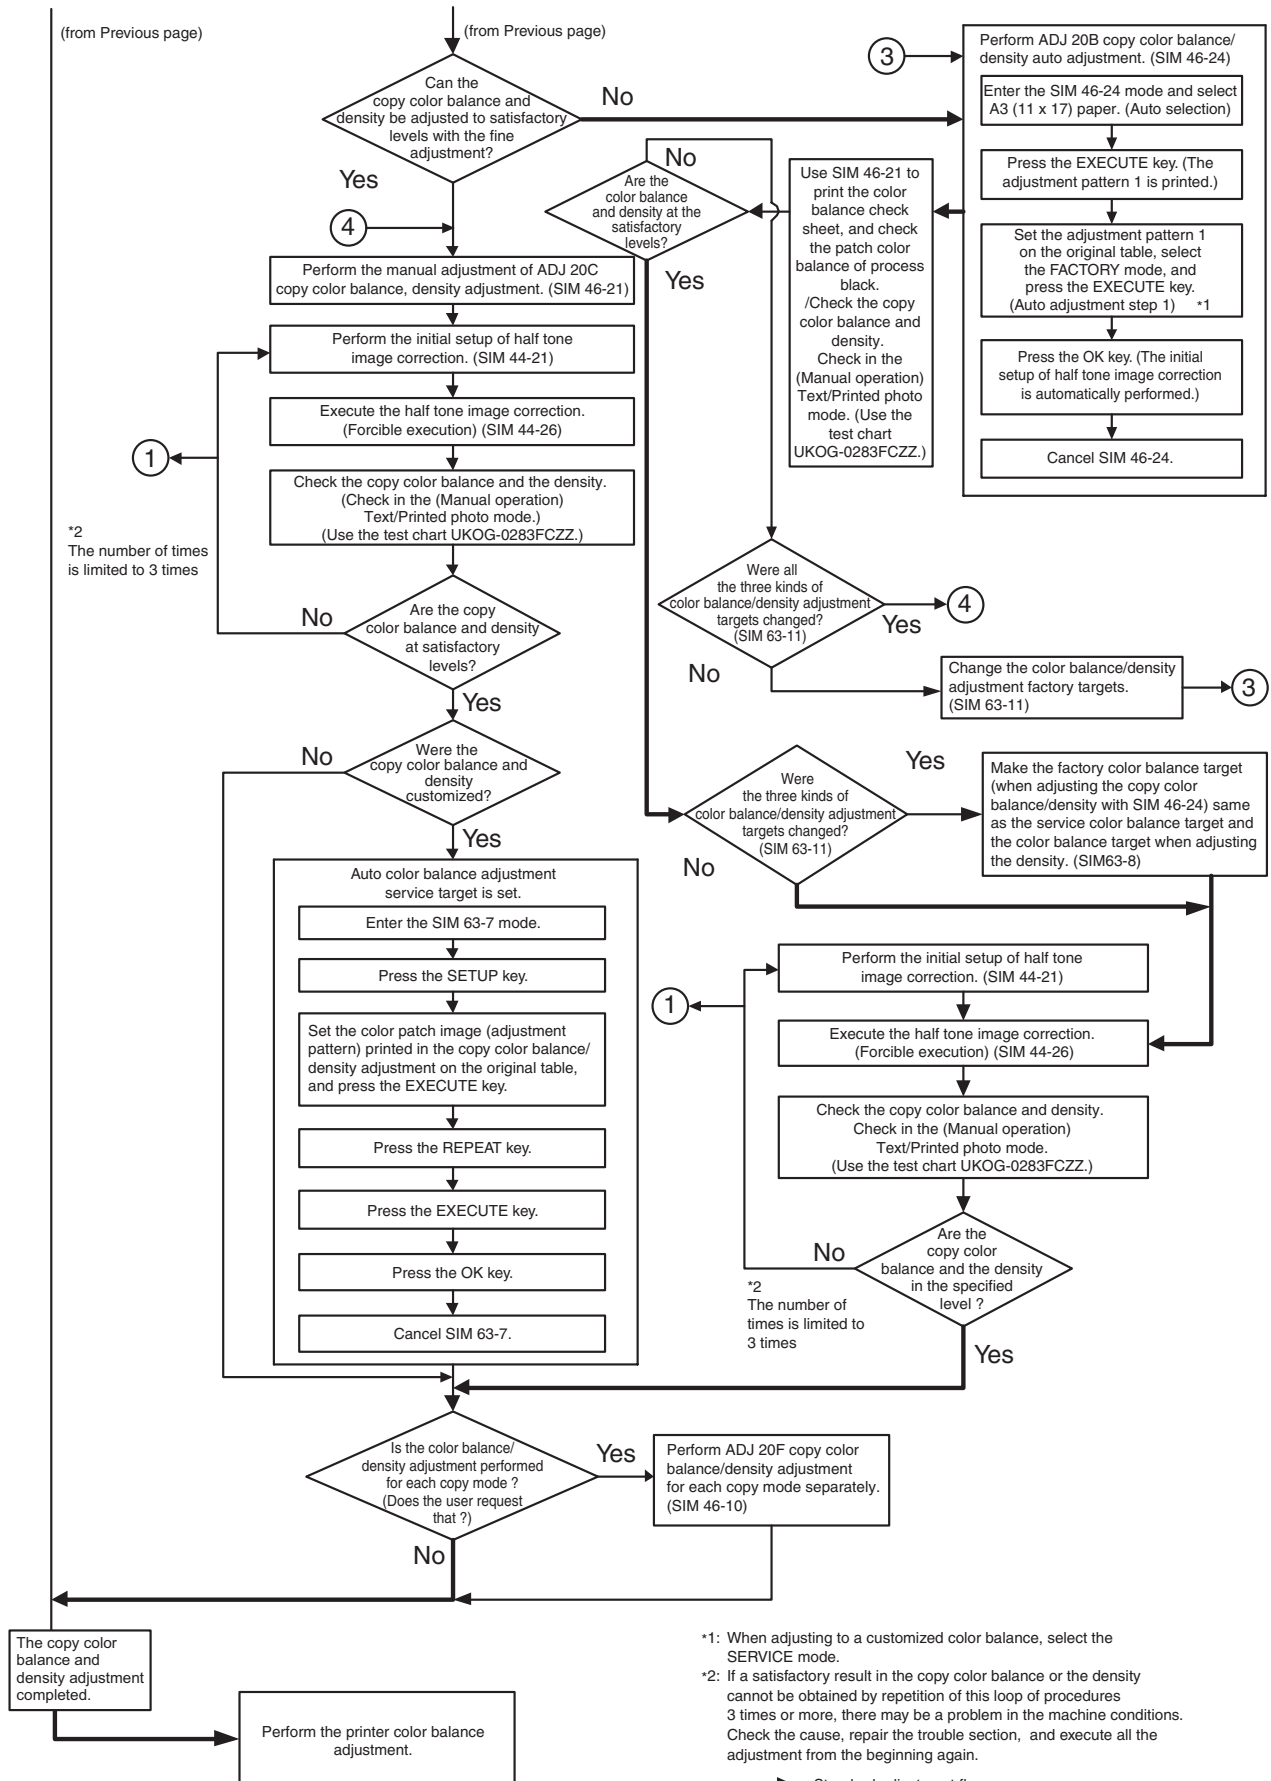 (from Previous page)
(from Previous page)
Can the
copy color balance and
density be adjusted to satisfactory
levels with the fine
adjustment?
No
Yes
4
Perform the manual adjustment of ADJ 20C
copy color balance, density adjustment. (SIM 46-21)
Perform the initial setup of half tone
image correction. (SIM 44-21)
Execute the half tone image correction.
(Forcible execution) (SIM 44-26)
1
Check the copy color balance and the density.
(Check in the (Manual operation)
Text/Printed photo mode.)
(Use the test chart UKOG-0283FCZZ.)
*2
The number of times
is limited to 3 times
No
Are the copy
color balance and density
at satisfactory
levels?
Yes
No
Were the
copy color balance and
density
customized?
Yes
Auto color balance adjustment
service target is set.
Enter the SIM 63-7 mode.
Press the SETUP key.
Set the color patch image (adjustment
pattern) printed in the copy color balance/
density adjustment on the original table,
and press the EXECUTE key.
Press the REPEAT key.
Press the EXECUTE key.
Press the OK key.
Cancel SIM 63-7.
3
Perform ADJ 20B copy color balance/
density auto adjustment. (SIM 46-24)
Enter the SIM 46-24 mode and select
A3 (11 x 17) paper. (Auto selection)
Press the EXECUTE key. (The
adjustment pattern 1 is printed.)
Set the adjustment pattern 1
on the original table, select
the FACTORY mode, and
press the EXECUTE key.
(Auto adjustment step 1) *1
Press the OK key. (The initial
setup of half tone image correction
is automatically performed.)
Cancel SIM 46-24.
Use SIM 46-21 to
print the color
balance check
sheet, and check
the patch color
balance of process
black.
/Check the copy
color balance and
density.
Check in the
(Manual operation)
Text/Printed photo
mode. (Use the
test chart
UKOG-0283FCZZ.)
No
Are the
color balance
and density at the
satisfactory
levels?
Yes
Were all
the three kinds of
color balance/density adjustment
targets changed?
(SIM 63-11)
Yes
4
No
Change the color balance/density
adjustment factory targets.
(SIM 63-11)
3
Were
the three kinds of
color balance/density adjustment
targets changed?
(SIM 63-11)
Yes
No
Make the factory color balance target
(when adjusting the copy color
balance/density with SIM 46-24) same
as the service color balance target and
the color balance target when adjusting
the density. (SIM63-8)
Perform the initial setup of half tone
image correction. (SIM 44-21)
1
Execute the half tone image correction.
(Forcible execution) (SIM 44-26)
Check the copy color balance and density.
Check in the (Manual operation)
Text/Printed photo mode.
(Use the test chart UKOG-0283FCZZ.)
No
Are the
copy color
balance and the density
in the specified
level ?
*2
The number of
times is limited to
3 times
Yes
Is the color balance/
density adjustment performed
for each copy mode ?
(Does the user request
that ?)
Yes
No
Perform ADJ 20F copy color
balance/density adjustment
for each copy mode separately.
(SIM 46-10)
The copy color
balance and
density adjustment
completed.
Perform the printer color balance
adjustment.
*1: When adjusting to a customized color balance, select the
SERVICE mode.
*2: If a satisfactory result in the copy color balance or the density
cannot be obtained by repetition of this loop of procedures
3 times or more, there may be a problem in the machine conditions.
Check the cause, repair the trouble section, and execute all the
adjustment from the beginning again.